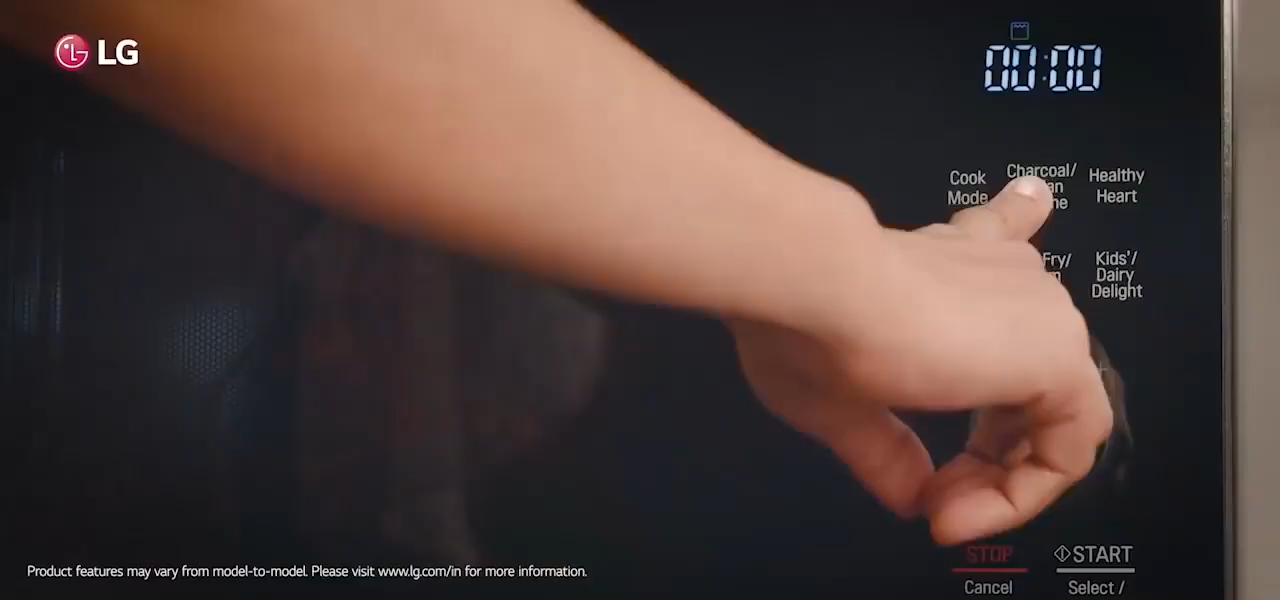 LG
00:00
Cook
Mode
Charcoal/
Healthy
Heart
Fry/
Kids'/
Dairy
Delight
STOP
START
Cancel
Select /
Product features may vary from model-to-model. Please visit www.lg.com/in for more information.